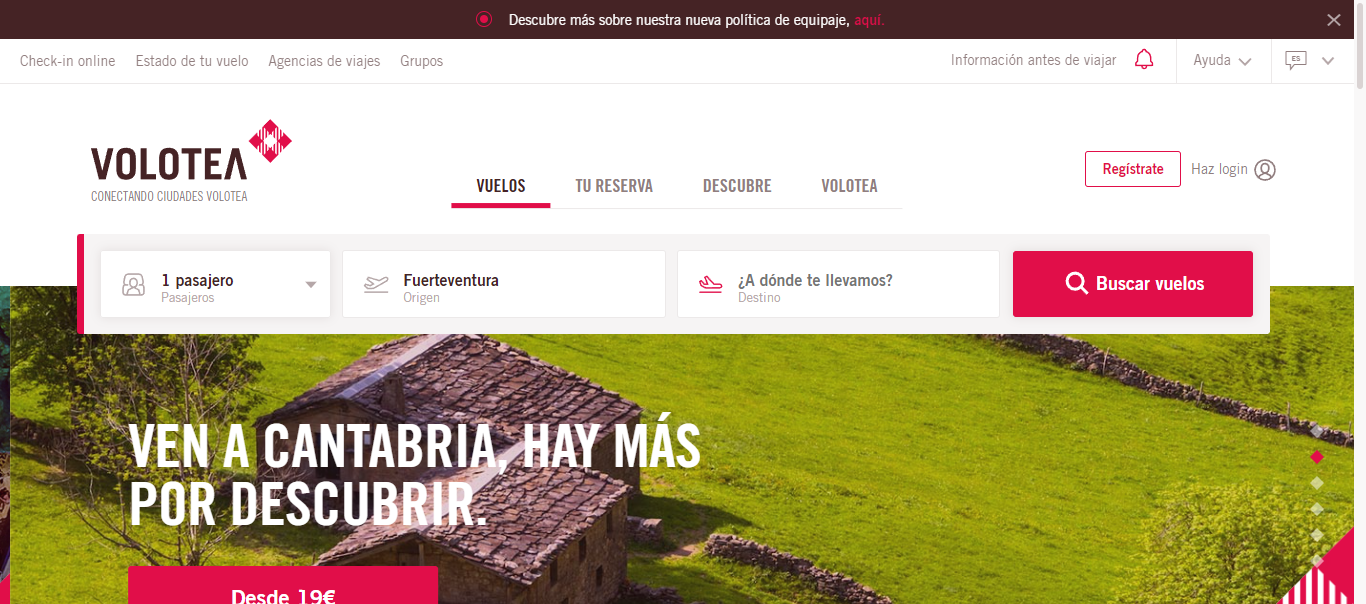 Descubre más sobre nuestra nueva política de equipaje, aquí.
Check-in online Estado de tu vuelo Agencias de viajes Grupos Información antes de viajar Ayuda ES
VOLOTEA
CONECTANDO CIUDADES VOLOTEA
VUELOS TU RESERVA DESCUBRE VOLOTEA
Regístrate Haz login
1 pasajero
Pasajeros
Fuerteventura
Origen
¿A dónde te llevamos?
Destino
Buscar vuelos
VEN A CANTABRIA, HAY MÁS
POR DESCUBRIR.
Desde 19€